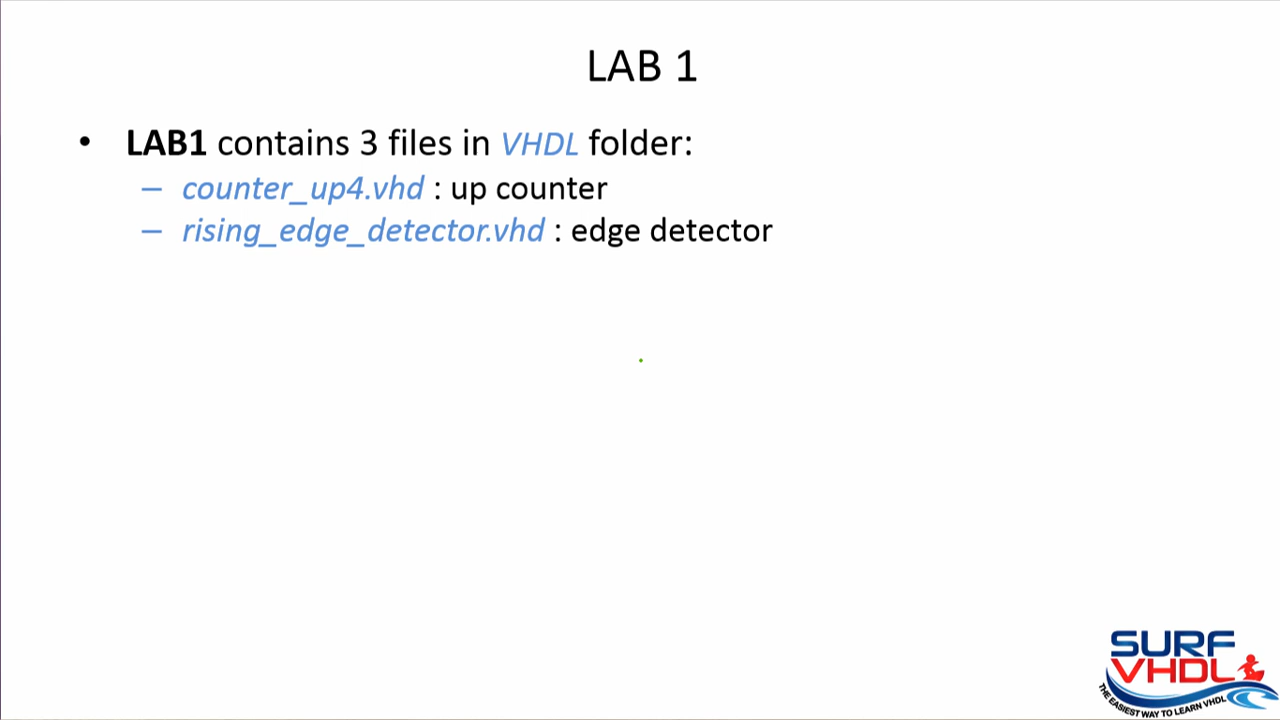 LAB 1
• LAB1 contains 3 files in VHDL folder:
– counter_up4.vhd : up counter
– rising_edge_detector.vhd : edge detector
SURF
VHDL
THE EASIEST WAY TO LEARN VHDL